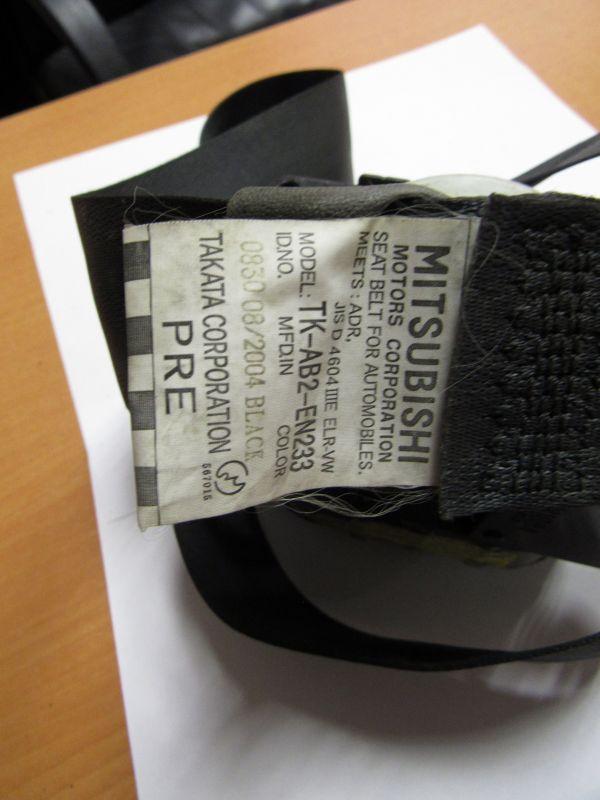 MITSUBISHI
MOTORS CORPORATION
SEAT BELT FOR AUTOMOBILES.
MEETS : ADR,
JIS D 4604 IIIE ELR-VW
MODEL: TK-AB2-EN233
ID.NO. MFD.IN COLOR
0830 08/2004 BLACK
TAKATA CORPORATION
567015
PRE